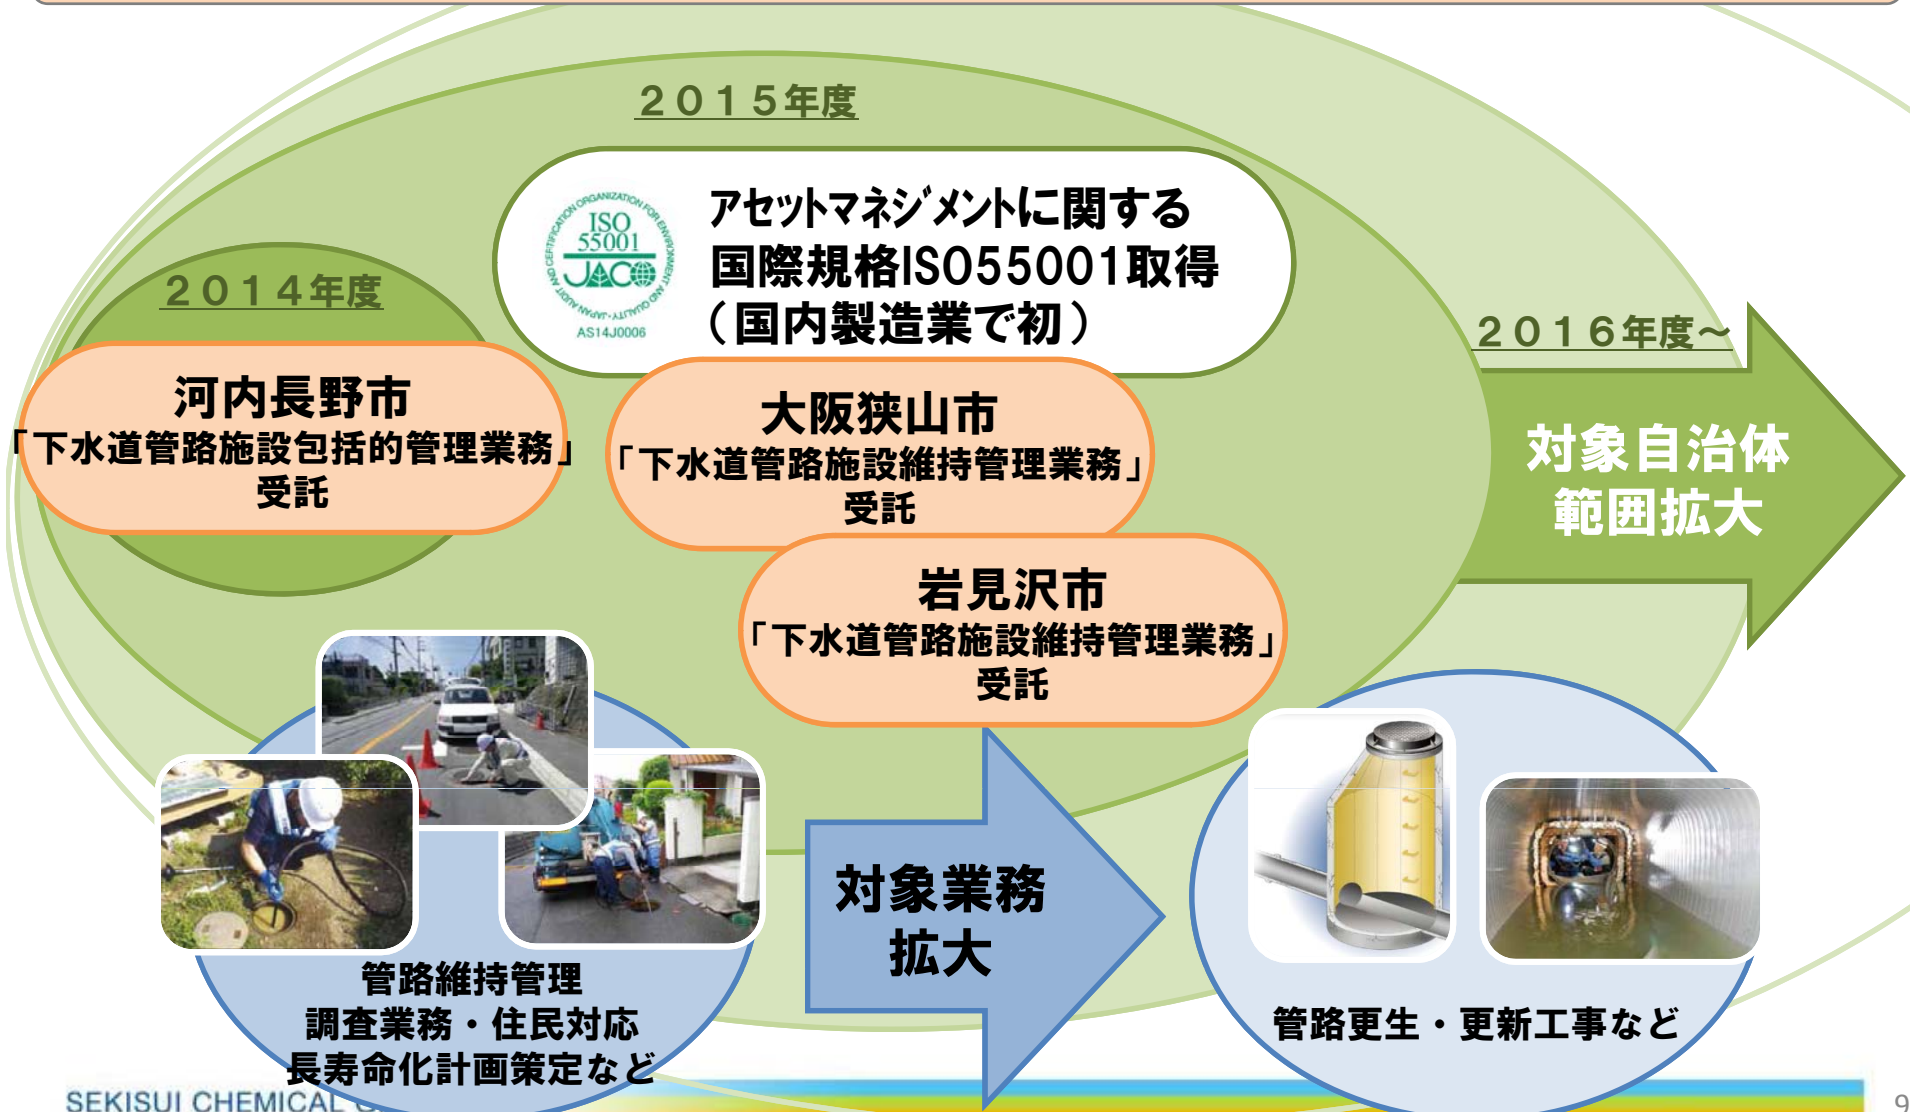 ２０１５年度
ISO
55001
JACO
AS14J0006
アセットマネジメントに関する
国際規格ISO55001取得
（国内製造業で初）
２０１４年度
河内長野市
「下水道管路施設包括的管理業務」
受託
大阪狭山市
「下水道管路施設維持管理業務」
受託
岩見沢市
「下水道管路施設維持管理業務」
受託
２０１６年度～
対象自治体
範囲拡大
対象業務
拡大
管路維持管理
調査業務・住民対応
長寿命化計画策定など
管路更生・更新工事など
SEKISUI CHEMICAL
9